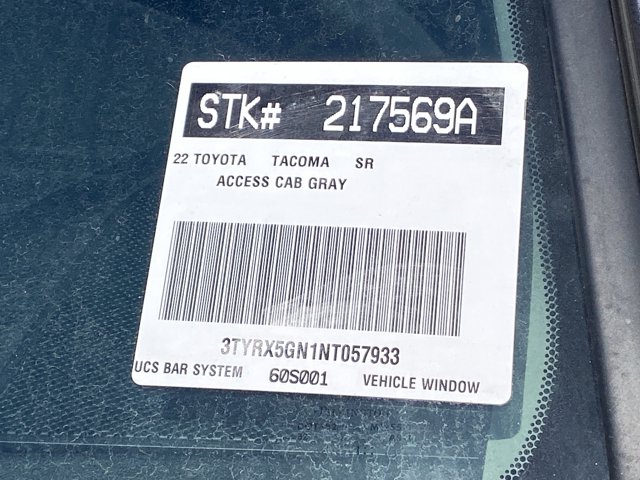 STK# 217569A
22 TOYOTA TACOMA SR
ACCESS CAB GRAY
3TYRX5GN1NT057933
UCS BAR SYSTEM 60S001 VEHICLE WINDOW